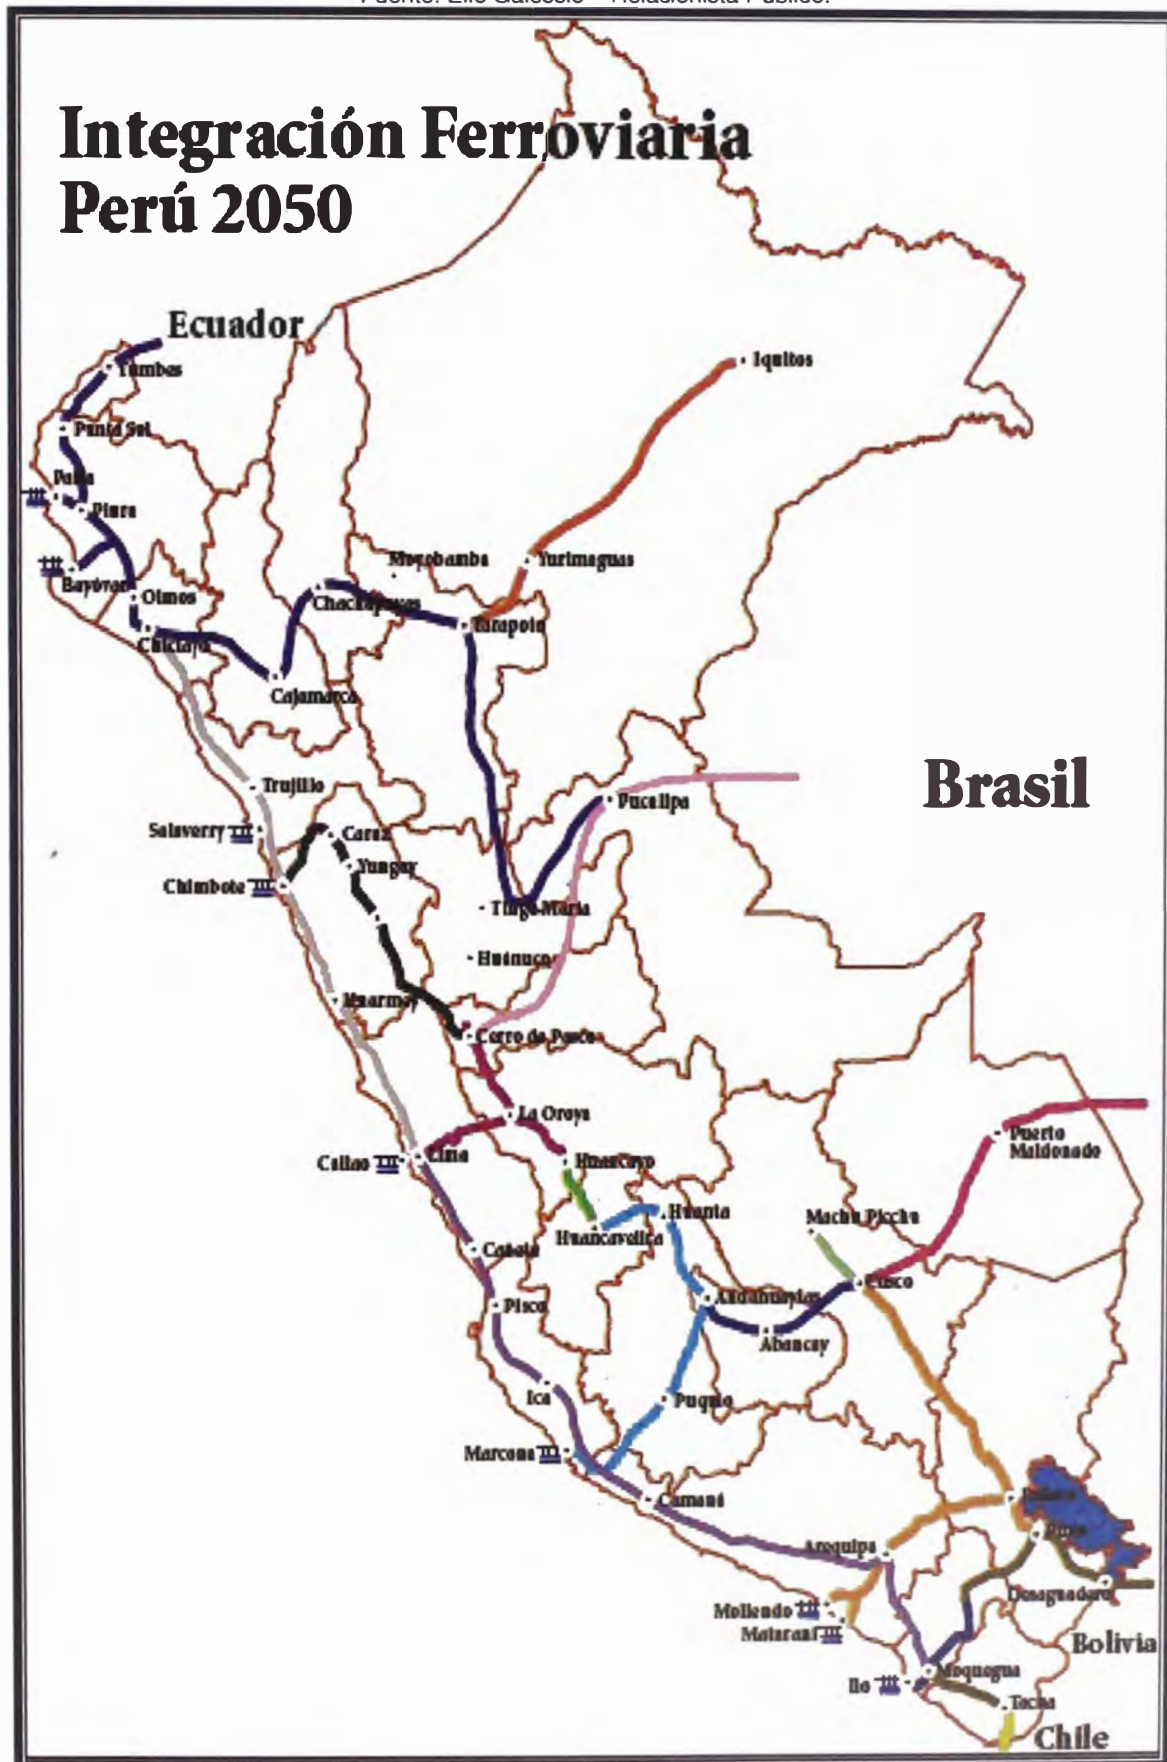 Integración Ferroviaria
Perú 2050
Ecuador
Tumbes
Iquitos
Punta Sal
Paita
Piura
Moyobamba
Yurimaguas
Bayóvar
Olmos
Chachapoyas
Tarapoto
Chiclayo
Cajamarca
Brasil
Trujillo
Pucallpa
Salaverry
Caraz
Yungay
Chimbote
Tingo María
Huánuco
Huarmey
Cerro de Pasco
La Oroya
Puerto
Maldonado
Callao
Lima
Huancayo
Huanta
Machu Picchu
Huancavelica
Cañete
Cusco
Andahuaylas
Pisco
Abancay
Ica
Puquio
Marcona
Camaná
Juliaca
Puno
Arequipa
Desaguadero
Mollendo
Matarani
Bolivia
Moquegua
Ilo
Tacna
Chile